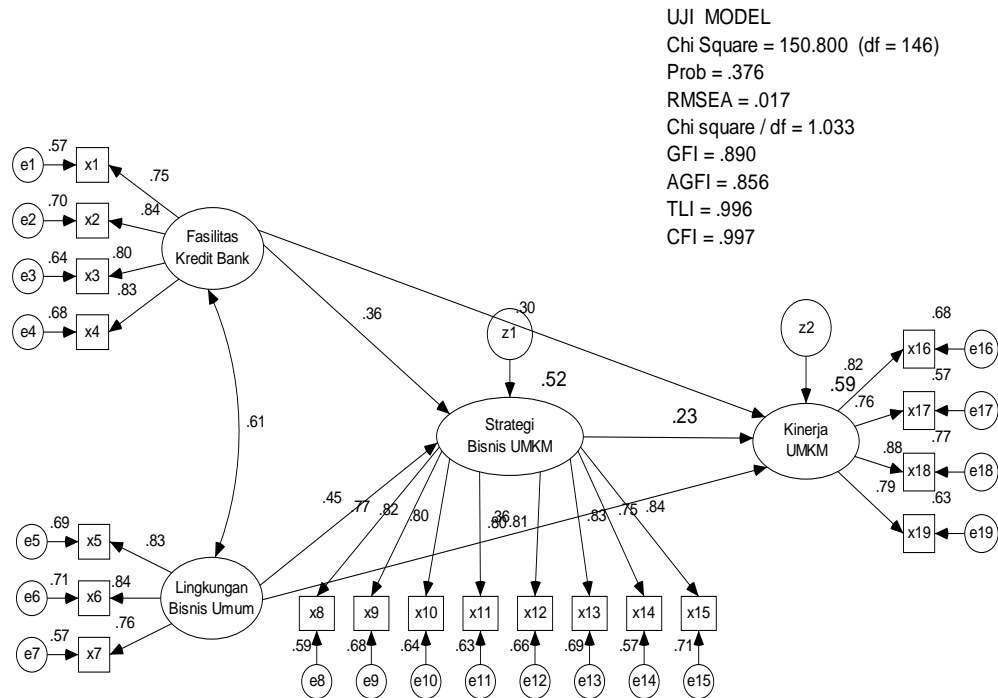 UJI MODEL
Chi Square = 150.800 (df = 146)
Prob = .376
RMSEA = .017
Chi square / df = 1.033
GFI = .890
AGFI = .856
TLI = .996
CFI = .997
e1 .57 x1 .75
e2 .70 x2 .84
e3 .64 x3 .80
e4 .68 x4 .83
Fasilitas
Kredit Bank
.36
.30
.61
z1
.52
Strategi
Bisnis UMKM
.23
z2
.59
Kinerja
UMKM
.82 x16 .68 e16
.76 x17 .57 e17
.88 x18 .77 e18
.79 x19 .63 e19
.45
.36
.77 .82 .80 .80 .81 .83 .75 .84
e5 .69 x5 .83
e6 .71 x6 .84
e7 .57 x7 .76
Lingkungan
Bisnis Umum
x8 x9 x10 x11 x12 x13 x14 x15
.59 .68 .64 .63 .66 .69 .57 .71
e8 e9 e10 e11 e12 e13 e14 e15